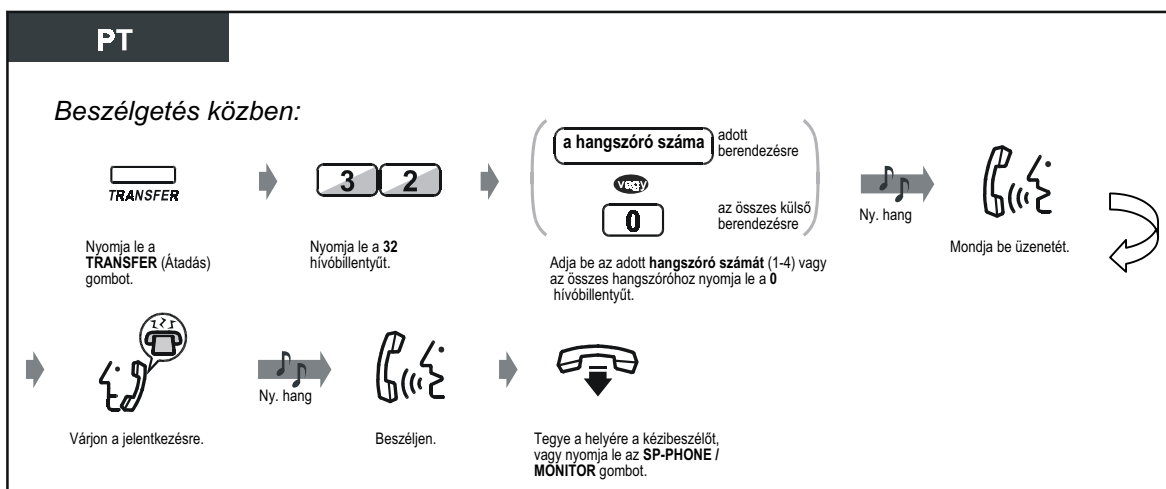 PT
Beszélgetés közben:
TRANSFER
3 2
a hangszóró száma
adott
berendezésre
vagy
0
az összes külső
berendezésre
Ny. hang
Nyomja le a
TRANSFER (Átadás)
gombot.
Nyomja le a 32
hívóbillentyűt.
Adja be az adott hangszóró számát (1-4) vagy
az összes hangszóróhoz nyomja le a 0
hívóbillentyűt.
Mondja be üzenetét.
Ny. hang
Várjon a jelentkezésre.
Beszéljen.
Tegye a helyére a kézibeszélőt,
vagy nyomja le az SP-PHONE /
MONITOR gombot.